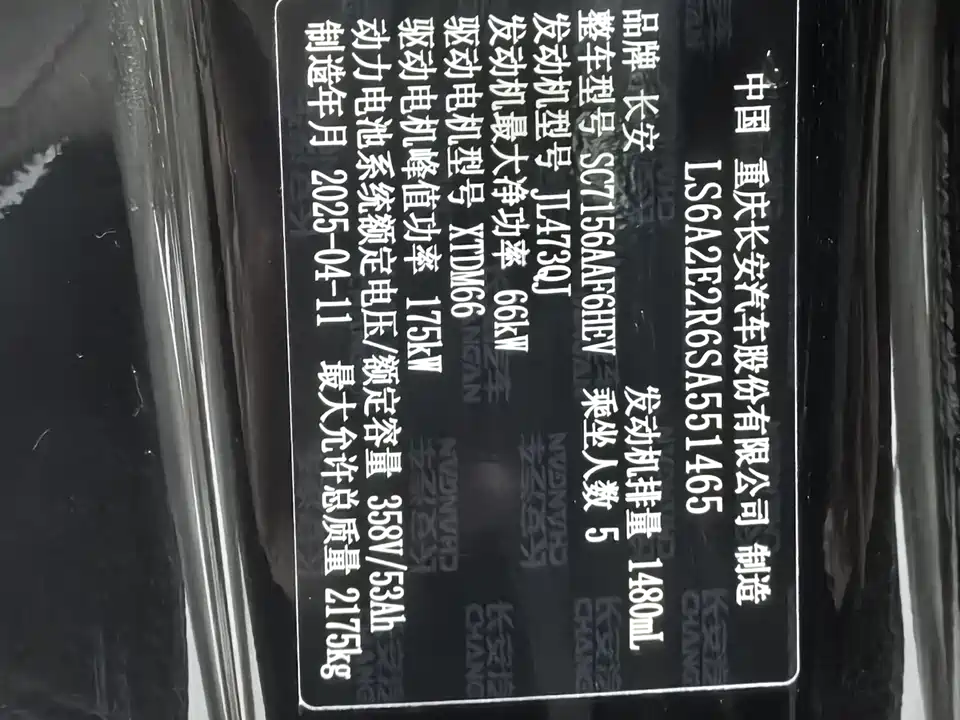 中国 重庆长安汽车股份有限公司 制造
LS6A2E2R6SA551465
品牌 长安 发动机排量 1480mL
整车型号 SC7156AAF6HEV 乘坐人数 5
发动机型号 JL473QJ
发动机最大净功率 66kW
驱动电机型号 XTDM66
驱动电机峰值功率 175kW
动力电池系统额定电压/额定容量 358V/53Ah
制造年月 2025-04-11 最大允许总质量 2175kg